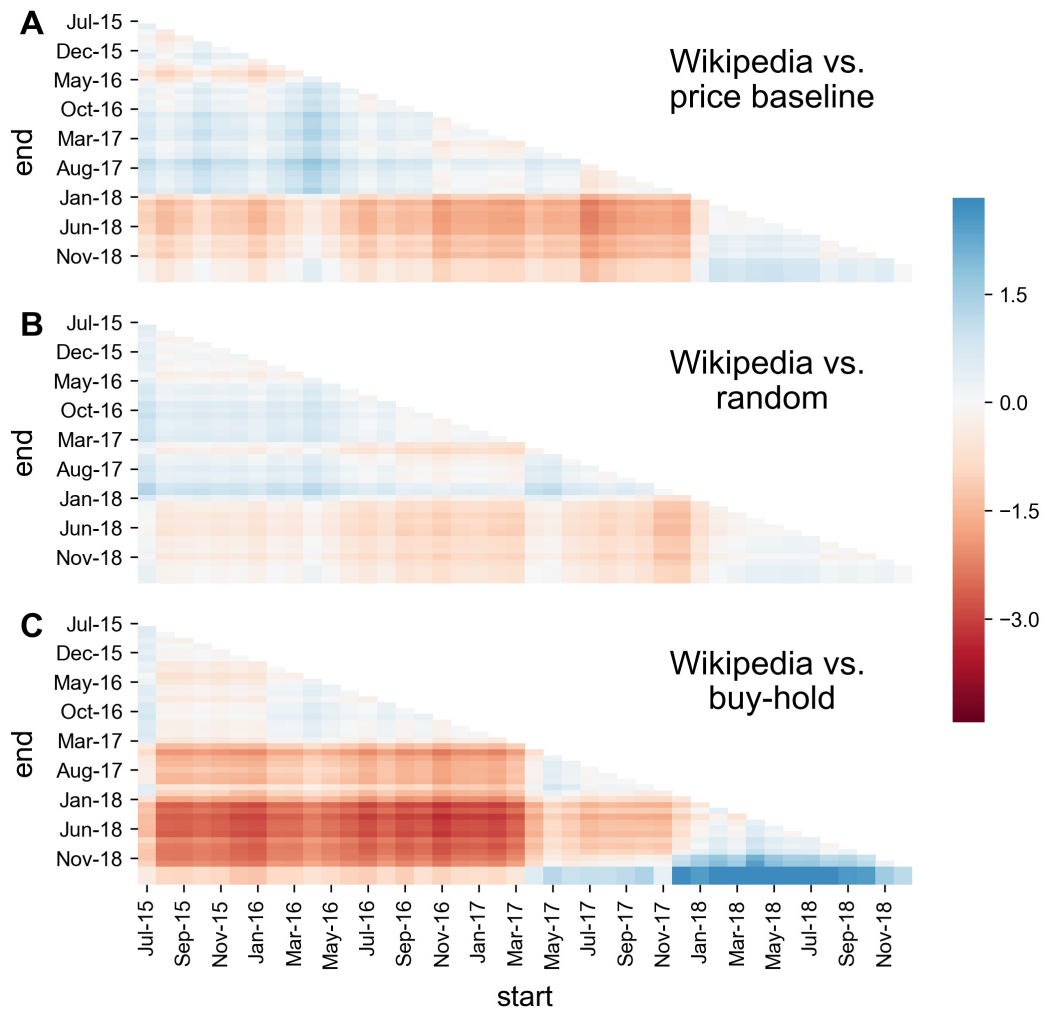 A
Jul-15
Dec-15
May-16
Oct-16
Mar-17
Aug-17
Jan-18
Jun-18
Nov-18
end
Wikipedia vs.
price baseline
B
Jul-15
Dec-15
May-16
Oct-16
Mar-17
Aug-17
Jan-18
Jun-18
Nov-18
end
Wikipedia vs.
random
C
Jul-15
Dec-15
May-16
Oct-16
Mar-17
Aug-17
Jan-18
Jun-18
Nov-18
end
Wikipedia vs.
buy-hold
Jul-15
Sep-15
Nov-15
Jan-16
Mar-16
May-16
Jul-16
Sep-16
Nov-16
Jan-17
Mar-17
May-17
Jul-17
Sep-17
Nov-17
Jan-18
Mar-18
May-18
Jul-18
Sep-18
Nov-18
start
1.5
0.0
−1.5
−3.0